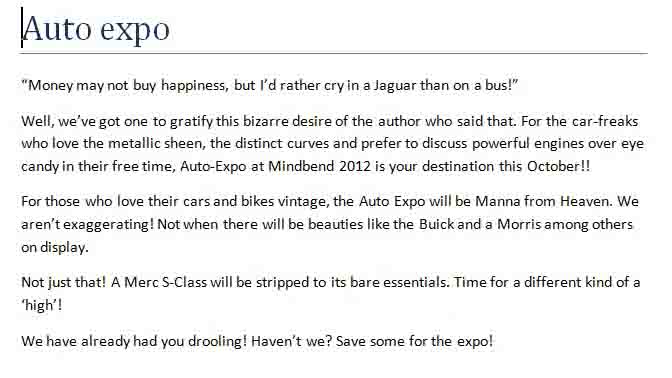 Auto expo
“Money may not buy happiness, but I’d rather cry in a Jaguar than on a bus!”
Well, we’ve got one to gratify this bizarre desire of the author who said that. For the car-freaks
who love the metallic sheen, the distinct curves and prefer to discuss powerful engines over eye
candy in their free time, Auto-Expo at Mindbend 2012 is your destination this October!!
For those who love their cars and bikes vintage, the Auto Expo will be Manna from Heaven. We
aren’t exaggerating! Not when there will be beauties like the Buick and a Morris among others
on display.
Not just that! A Merc S-Class will be stripped to its bare essentials. Time for a different kind of a
‘high’!
We have already had you drooling! Haven’t we? Save some for the expo!